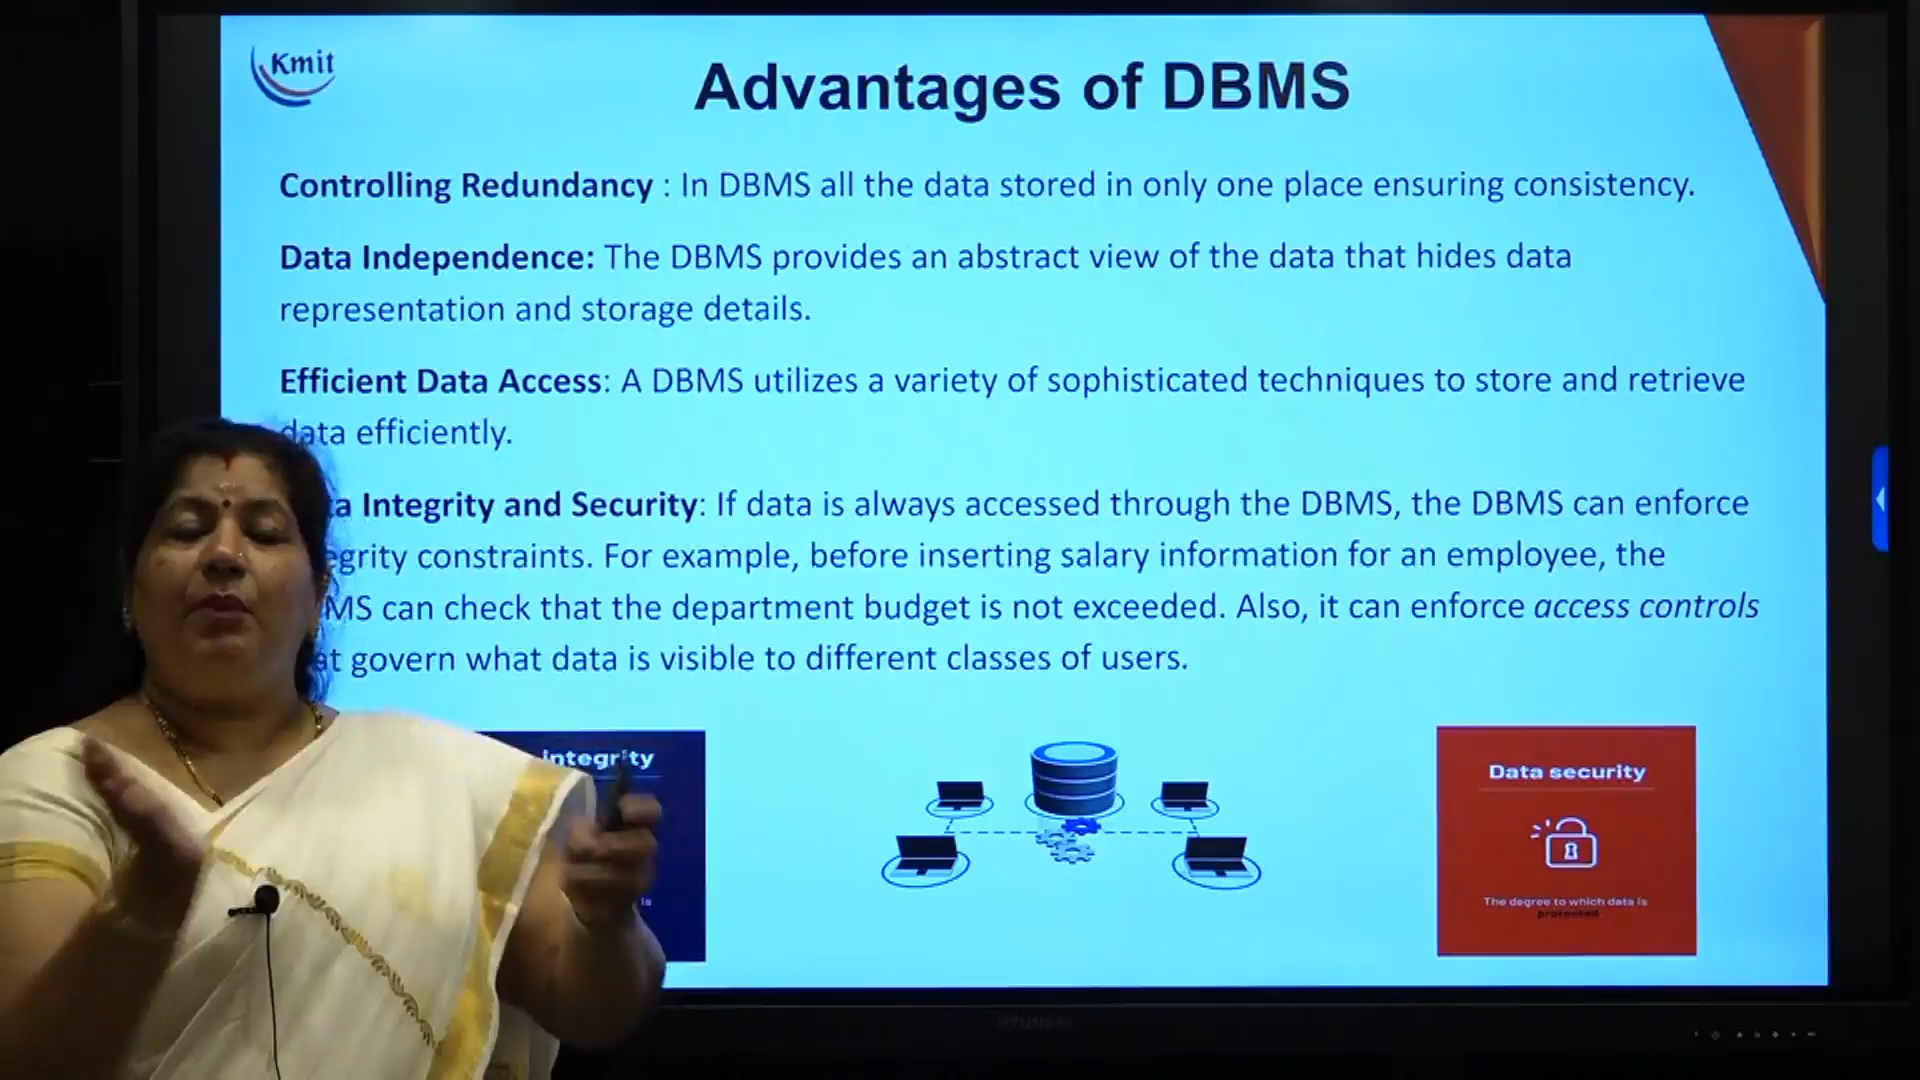 Kmit
Advantages of DBMS
Controlling Redundancy : In DBMS all the data stored in only one place ensuring consistency.
Data Independence: The DBMS provides an abstract view of the data that hides data
representation and storage details.
Efficient Data Access: A DBMS utilizes a variety of sophisticated techniques to store and retrieve
data efficiently.
Integrity and Security: If data is always accessed through the DBMS, the DBMS can enforce
constraints. For example, before inserting salary information for an employee, the
can check that the department budget is not exceeded. Also, it can enforce access controls
govern what data is visible to different classes of users.
integrity
is
Data security
The degree to which data is
protected.
HYUNDAI